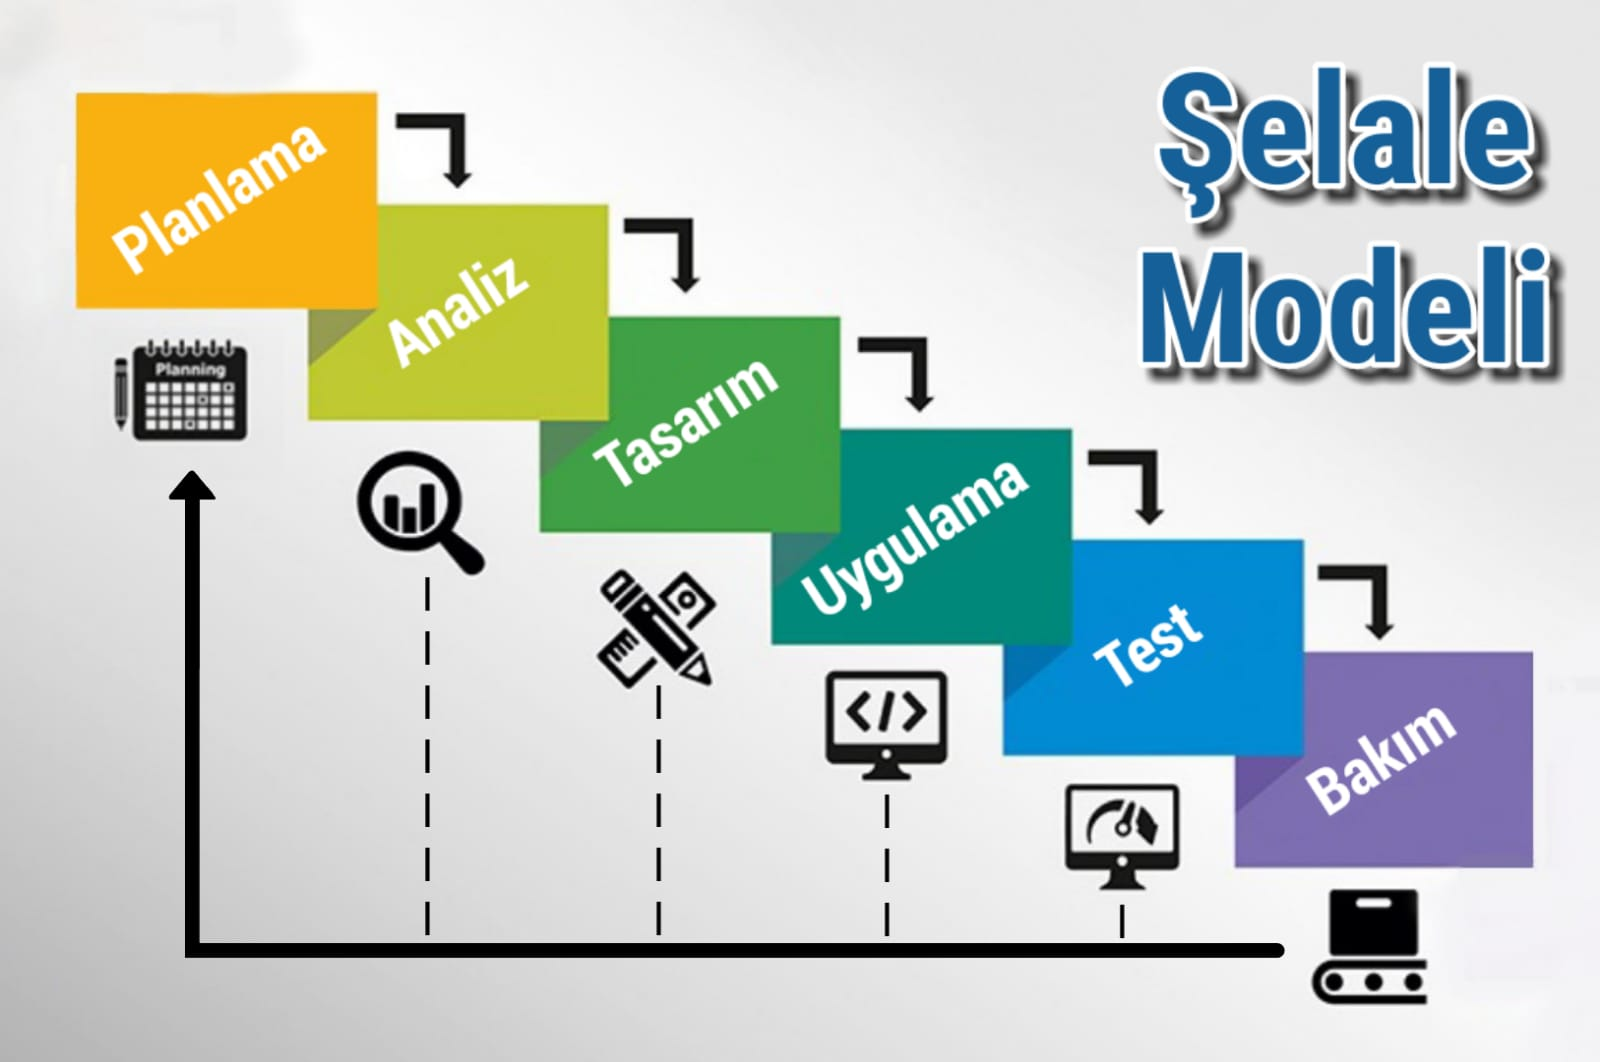 Şelale
Modeli
Planlama
Analiz
Tasarım
Uygulama
Test
Bakım
Planning
</>